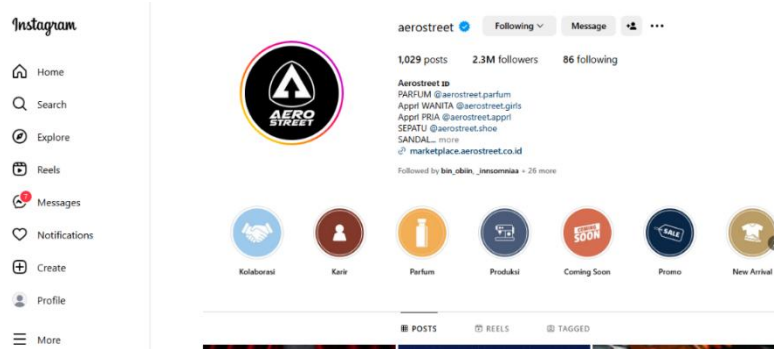 Instagram
Home
Search
Explore
Reels
7
Messages
Notifications
Create
Profile
More
AERO
STREET
aerostreet
Following
Message
1,029 posts 2.3M followers 86 following
Aerostreet ID
PARFUM @aerostreet.parfum
Apprl WANITA @aerostreet.girls
Apprl PRIA @aerostreet.apprl
SEPATU @aerostreet.shoe
SANDAL... more
marketplace.aerostreet.co.id
Followed by bin_obiin, _innsomniaa + 26 more
COMING
SOON
SALE
Kolaborasi Karir Parfum Produksi Coming Soon Promo New Arrival
POSTS REELS TAGGED